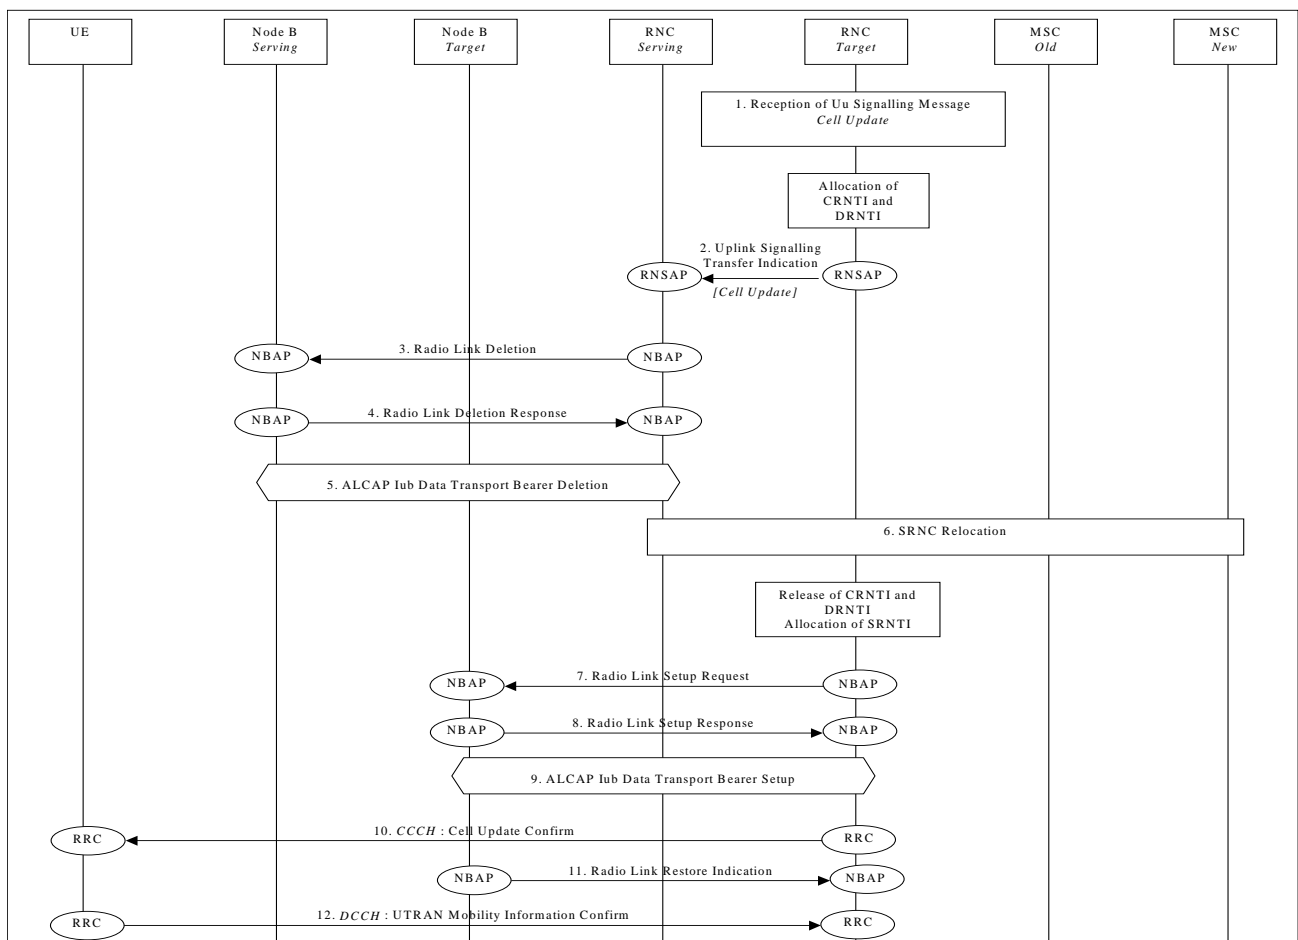 UE
Node B
Serving
Node B
Target
RNC
Serving
RNC
Target
MSC
Old
MSC
New
1. Reception of Uu Signalling Message
Cell Update
Allocation of
CRNTI and
DRNTI
2. Uplink Signalling
Transfer Indication
RNSAP
RNSAP
[Cell Update]
NBAP
3. Radio Link Deletion
NBAP
NBAP
4. Radio Link Deletion Response
NBAP
5. ALCAP Iub Data Transport Bearer Deletion
6. SRNC Relocation
Release of CRNTI and
DRNTI
Allocation of SRNTI
NBAP
7. Radio Link Setup Request
NBAP
NBAP
8. Radio Link Setup Response
NBAP
9. ALCAP Iub Data Transport Bearer Setup
RRC
10. CCCH : Cell Update Confirm
RRC
NBAP
11. Radio Link Restore Indication
NBAP
RRC
12. DCCH : UTRAN Mobility Information Confirm
RRC